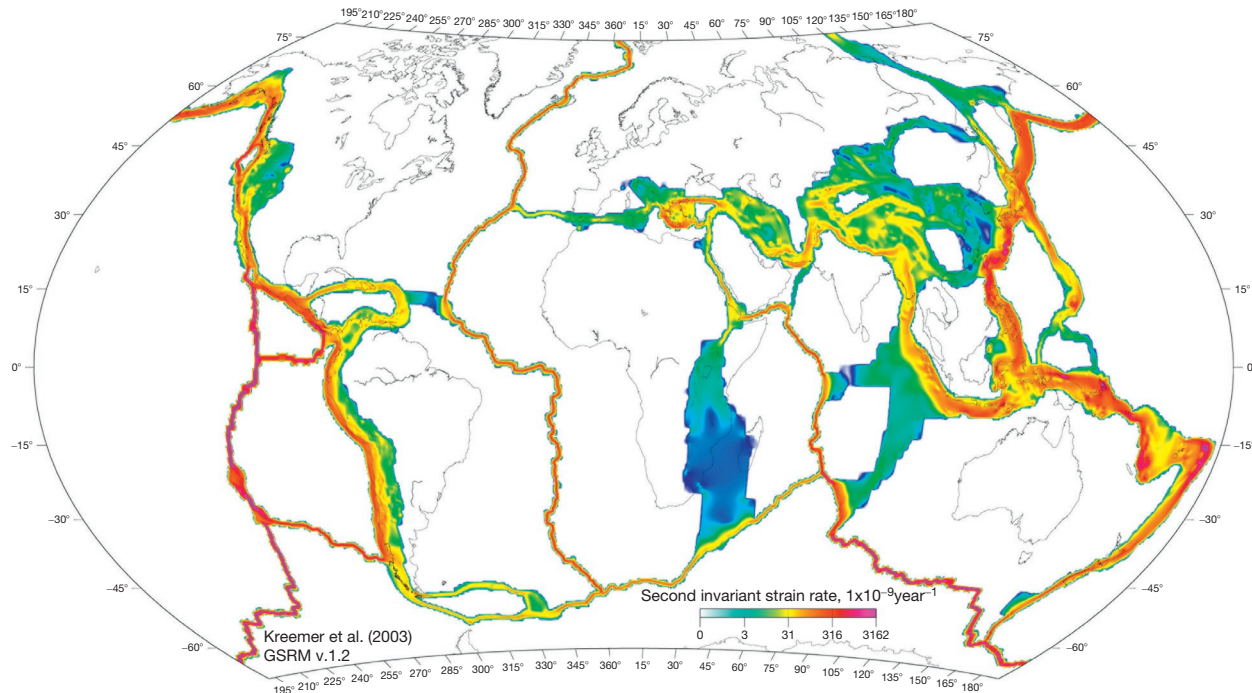 195° 210° 225° 240° 255° 270° 285° 300° 315° 330° 345° 360° 15° 30° 45° 60° 75° 90° 105° 120° 135° 150° 165° 180°
75° 75°
60° 60°
45° 45°
30° 30°
15° 15°
0° 0°
−15° −15°
−30° −30°
−45° −45°
Second invariant strain rate, 1x10⁻⁹year⁻¹
0 3 31 316 3162
Kreemer et al. (2003)
GSRM v.1.2
−60° −60°
195° 210° 225° 240° 255° 270° 285° 300° 315° 330° 345° 360° 15° 30° 45° 60° 75° 90° 105° 120° 135° 150° 165° 180°